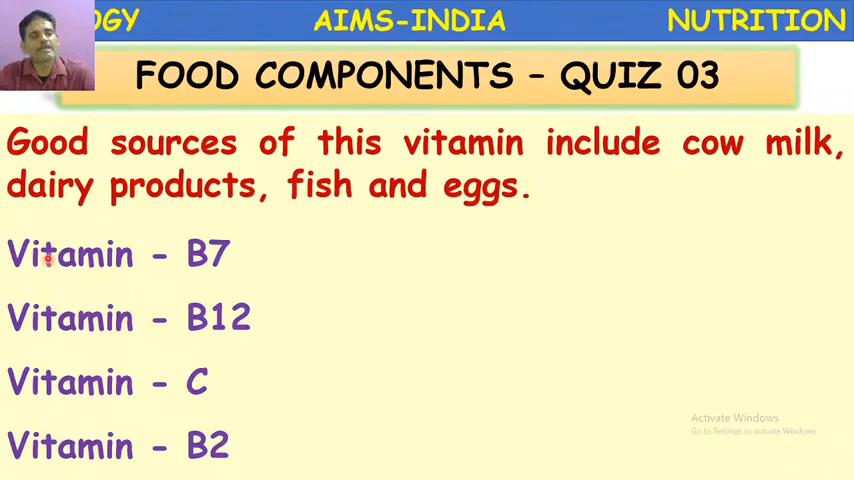 OGY AIMS-INDIA NUTRITION
FOOD COMPONENTS – QUIZ 03
Good sources of this vitamin include cow milk,
dairy products, fish and eggs.
Vitamin - B7
Vitamin - B12
Vitamin - C
Vitamin - B2
Activate Windows
Go to Settings to activate Windows.